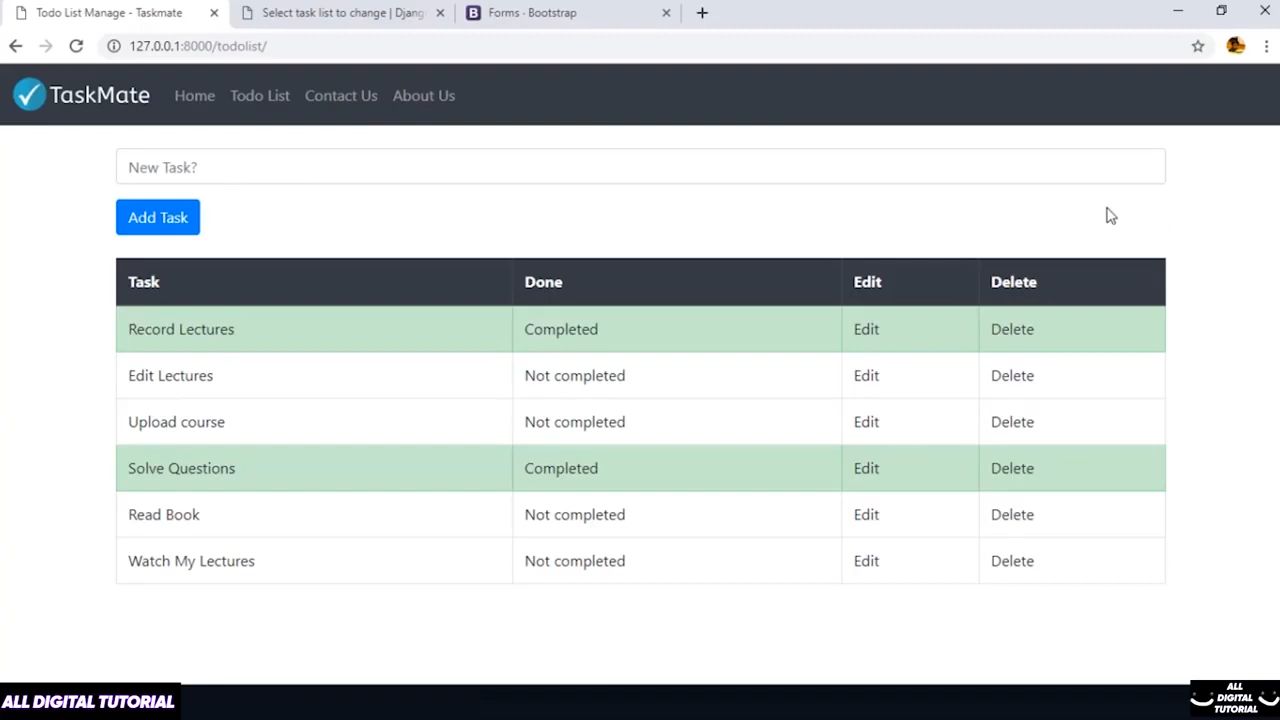 Todo List Manage - Taskmate
Select task list to change | Djang
Forms · Bootstrap
127.0.0.1:8000/todolist/
TaskMate Home Todo List Contact Us About Us
New Task?
Add Task
Task Done Edit Delete
Record Lectures Completed Edit Delete
Edit Lectures Not completed Edit Delete
Upload course Not completed Edit Delete
Solve Questions Completed Edit Delete
Read Book Not completed Edit Delete
Watch My Lectures Not completed Edit Delete
ALL DIGITAL TUTORIAL
ALL
DIGITAL
TUTORIAL